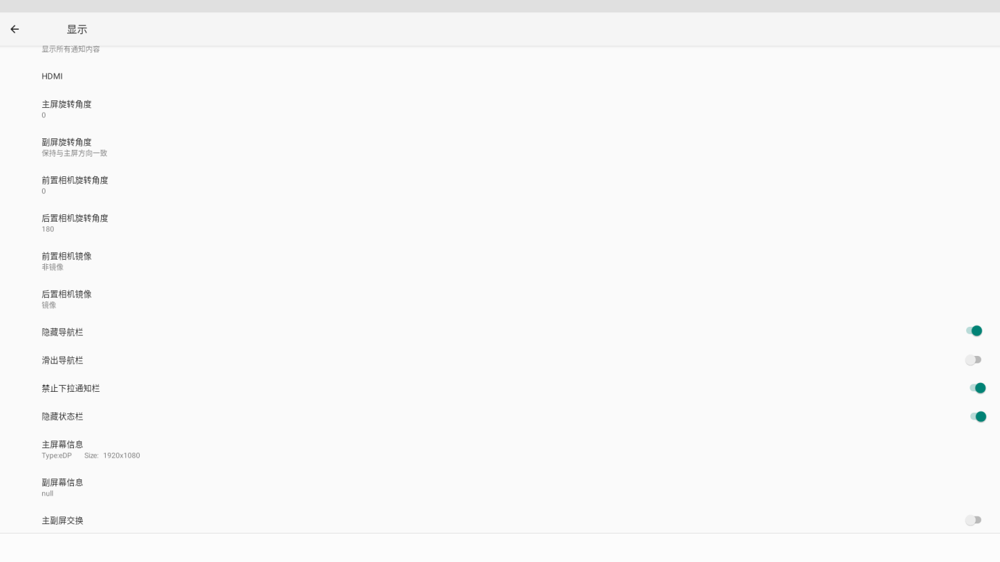 显示
显示所有通知内容
HDMI
主屏旋转角度
0
副屏旋转角度
保持与主屏方向一致
前置相机旋转角度
0
后置相机旋转角度
180
前置相机镜像
非镜像
后置相机镜像
镜像
隐藏导航栏
滑出导航栏
禁止下拉通知栏
隐藏状态栏
主屏幕信息
Type:eDP Size: 1920x1080
副屏幕信息
null
主副屏交换